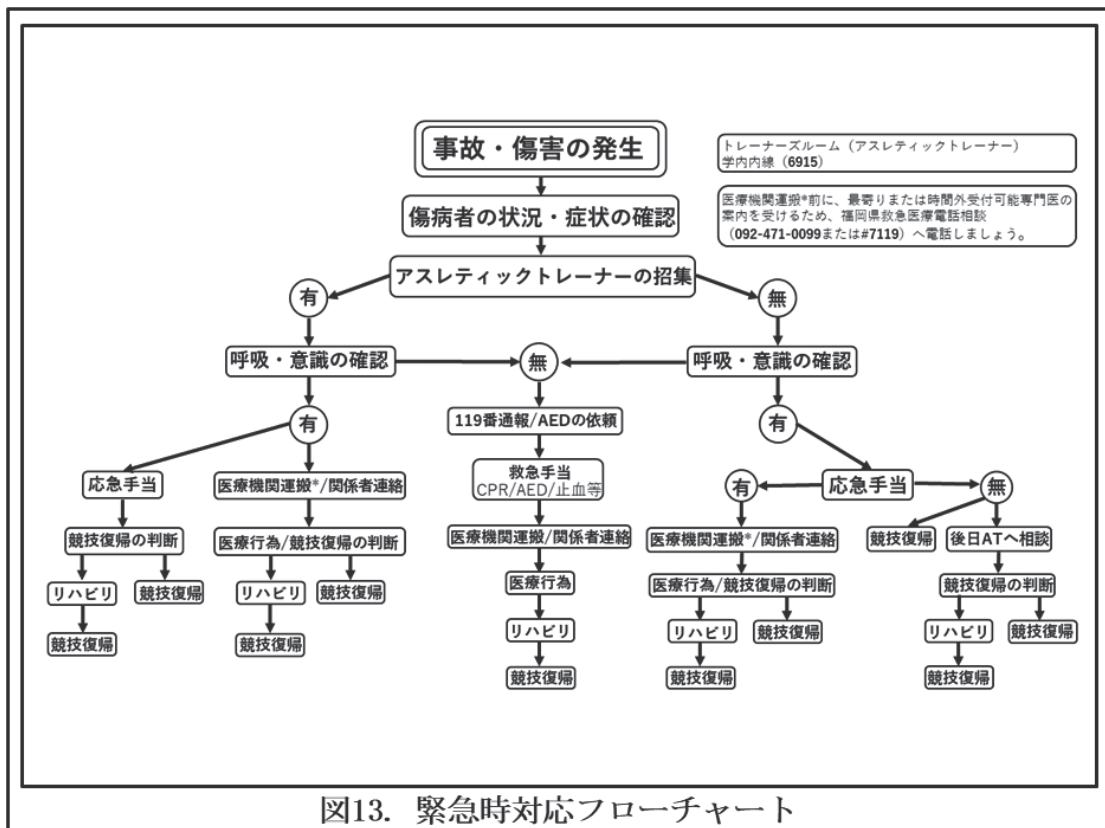 事故・傷害の発生
トレーナーズルーム（アスレティックトレーナー）
学内内線（6915）
医療機関運搬*前に、最寄りまたは時間外受付可能専門医の
案内を受けるため、福岡県救急医療電話相談
（092-471-0099または#7119）へ電話しましょう。
傷病者の状況・症状の確認
アスレティックトレーナーの招集
有
無
呼吸・意識の確認
無
呼吸・意識の確認
有
119番通報/AEDの依頼
有
応急手当
医療機関運搬*/関係者連絡
救急手当
CPR/AED/止血等
有
応急手当
無
競技復帰の判断
医療行為/競技復帰の判断
医療機関運搬/関係者連絡
医療機関運搬*/関係者連絡
競技復帰
後日ATへ相談
リハビリ
競技復帰
リハビリ
競技復帰
医療行為
医療行為/競技復帰の判断
競技復帰の判断
競技復帰
競技復帰
リハビリ
リハビリ
競技復帰
リハビリ
競技復帰
競技復帰
競技復帰
競技復帰
図13. 緊急時対応フローチャート